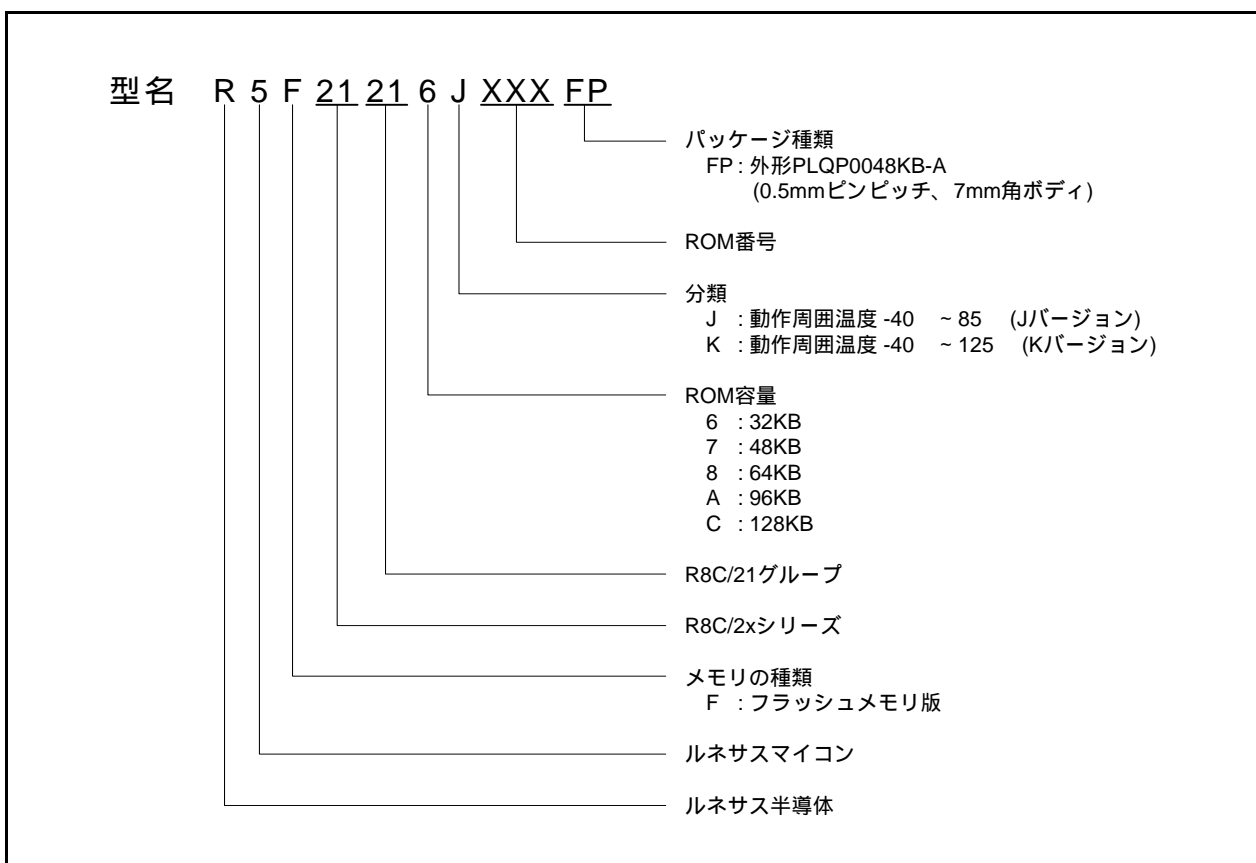 型名 R 5 F 21 21 6 J XXX FP
パッケージ種類
FP : 外形PLQP0048KB-A
(0.5mmピンピッチ、7mm角ボディ)
ROM番号
分類
J : 動作周囲温度 -40 ~ 85 (Jバージョン)
K : 動作周囲温度 -40 ~ 125 (Kバージョン)
ROM容量
6 : 32KB
7 : 48KB
8 : 64KB
A : 96KB
C : 128KB
R8C/21グループ
R8C/2xシリーズ
メモリの種類
F : フラッシュメモリ版
ルネサスマイコン
ルネサス半導体